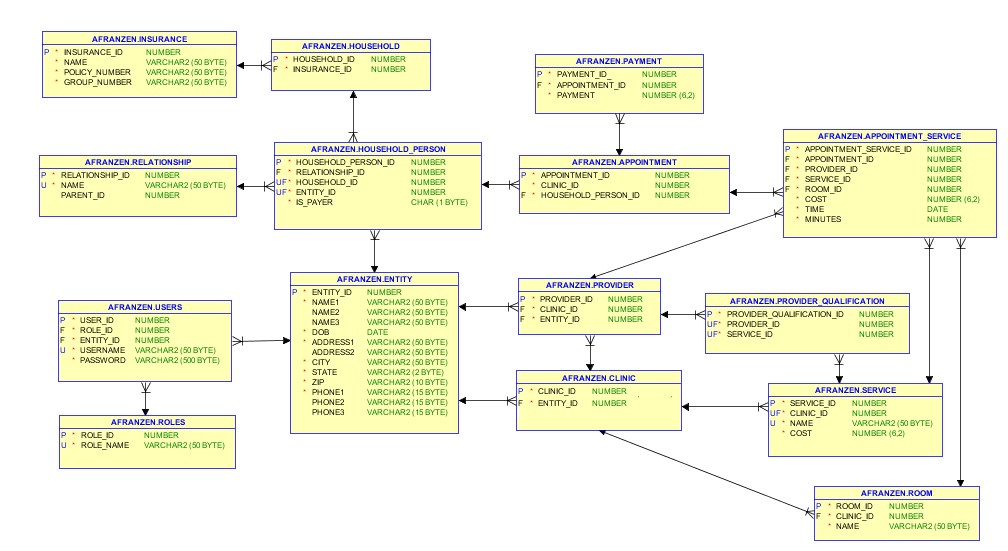 AFRANZEN.INSURANCE
P * INSURANCE_ID NUMBER
* NAME VARCHAR2 (50 BYTE)
* POLICY_NUMBER VARCHAR2 (50 BYTE)
* GROUP_NUMBER VARCHAR2 (50 BYTE)
AFRANZEN.HOUSEHOLD
P * HOUSEHOLD_ID NUMBER
F * INSURANCE_ID NUMBER
AFRANZEN.PAYMENT
P * PAYMENT_ID_ NUMBER
F * APPOINTMENT_ID NUMBER
* PAYMENT NUMBER (6,2)
AFRANZEN.APPOINTMENT_SERVICE
P * APPOINTMENT_SERVICE_ID NUMBER
F * APPOINTMENT_ID NUMBER
F * PROVIDER_ID NUMBER
F * SERVICE_ID NUMBER
F * ROOM_ID NUMBER
* COST NUMBER (6,2)
* TIME DATE
* MINUTES NUMBER
AFRANZEN.RELATIONSHIP
P * RELATIONSHIP_ID NUMBER
U * NAME VARCHAR2 (50 BYTE)
PARENT_ID NUMBER
AFRANZEN.HOUSEHOLD_PERSON
P * HOUSEHOLD_PERSON_ID NUMBER
F * RELATIONSHIP_ID NUMBER
UF * HOUSEHOLD_ID NUMBER
UF * ENTITY_ID NUMBER
* IS_PAYER CHAR (1 BYTE)
AFRANZEN.APPOINTMENT
P * APPOINTMENT_ID NUMBER
* CLINIC_ID NUMBER
F * HOUSEHOLD_PERSON_ID NUMBER
AFRANZEN.ENTITY
P * ENTITY_ID NUMBER
* NAME1 VARCHAR2 (50 BYTE)
NAME2 VARCHAR2 (50 BYTE)
NAME3 VARCHAR2 (50 BYTE)
* DOB DATE
* ADDRESS1 VARCHAR2 (50 BYTE)
ADDRESS2 VARCHAR2 (50 BYTE)
* CITY VARCHAR2 (50 BYTE)
* STATE VARCHAR2 (2 BYTE)
* ZIP VARCHAR2 (10 BYTE)
* PHONE1 VARCHAR2 (15 BYTE)
PHONE2 VARCHAR2 (15 BYTE)
PHONE3 VARCHAR2 (15 BYTE)
AFRANZEN.PROVIDER
P * PROVIDER_ID NUMBER
F * CLINIC_ID NUMBER
F * ENTITY_ID NUMBER
AFRANZEN.PROVIDER_QUALIFICATION
P * PROVIDER_QUALIFICATION_ID NUMBER
UF * PROVIDER_ID NUMBER
UF * SERVICE_ID NUMBER
AFRANZEN.USERS
P * USER_ID NUMBER
F * ROLE_ID NUMBER
F * ENTITY_ID NUMBER
U * USERNAME VARCHAR2 (50 BYTE)
* PASSWORD VARCHAR2 (500 BYTE)
AFRANZEN.CLINIC
P * CLINIC_ID NUMBER
F * ENTITY_ID NUMBER
AFRANZEN.SERVICE
P * SERVICE_ID NUMBER
UF * CLINIC_ID NUMBER
U * NAME VARCHAR2 (50 BYTE)
* COST NUMBER (6,2)
AFRANZEN.ROLES
P * ROLE_ID NUMBER
U * ROLE_NAME VARCHAR2 (50 BYTE)
AFRANZEN.ROOM
P * ROOM_ID NUMBER
F * CLINIC_ID NUMBER
* NAME VARCHAR2 (50 BYTE)